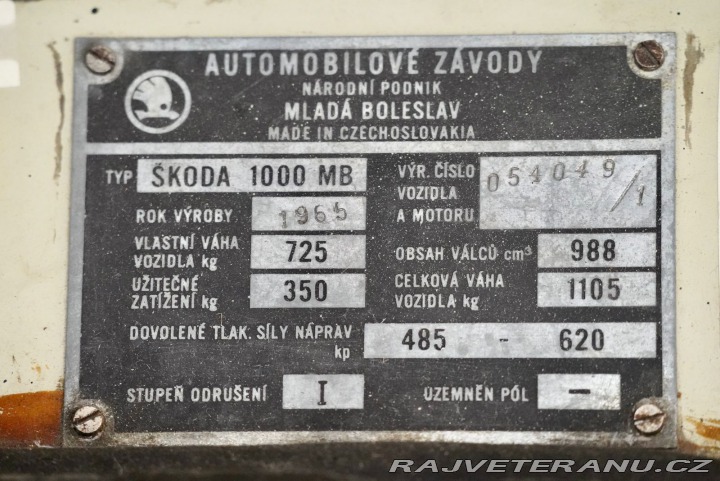 AUTOMOBILOVÉ ZÁVODY
NÁRODNÍ PODNIK
MLADÁ BOLESLAV
MADE IN CZECHOSLOVAKIA
TYP ŠKODA 1000 MB
ROK VÝROBY 1965
VLASTNÍ VÁHA
VOZIDLA kg 725
UŽITEČNÉ
ZATÍŽENÍ kg 350
VÝR. ČÍSLO
VOZIDLA
A MOTORU 054049/1
OBSAH VÁLCŮ cm³ 988
CELKOVÁ VÁHA
VOZIDLA kg 1105
DOVOLENÉ TLAK. SÍLY NÁPRAV
kp 485 - 620
STUPEŇ ODRUŠENÍ I
UZEMNĚN PÓL –
RAJVETERANU.CZ